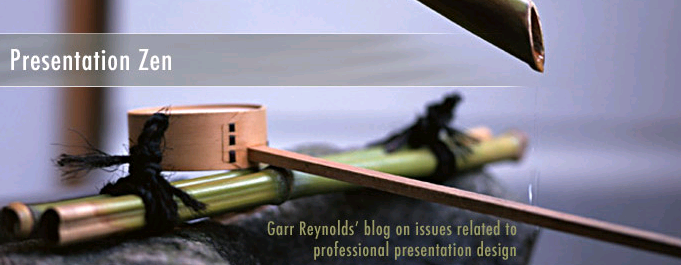 Presentation Zen
Garr Reynolds' blog on issues related to
professional presentation design